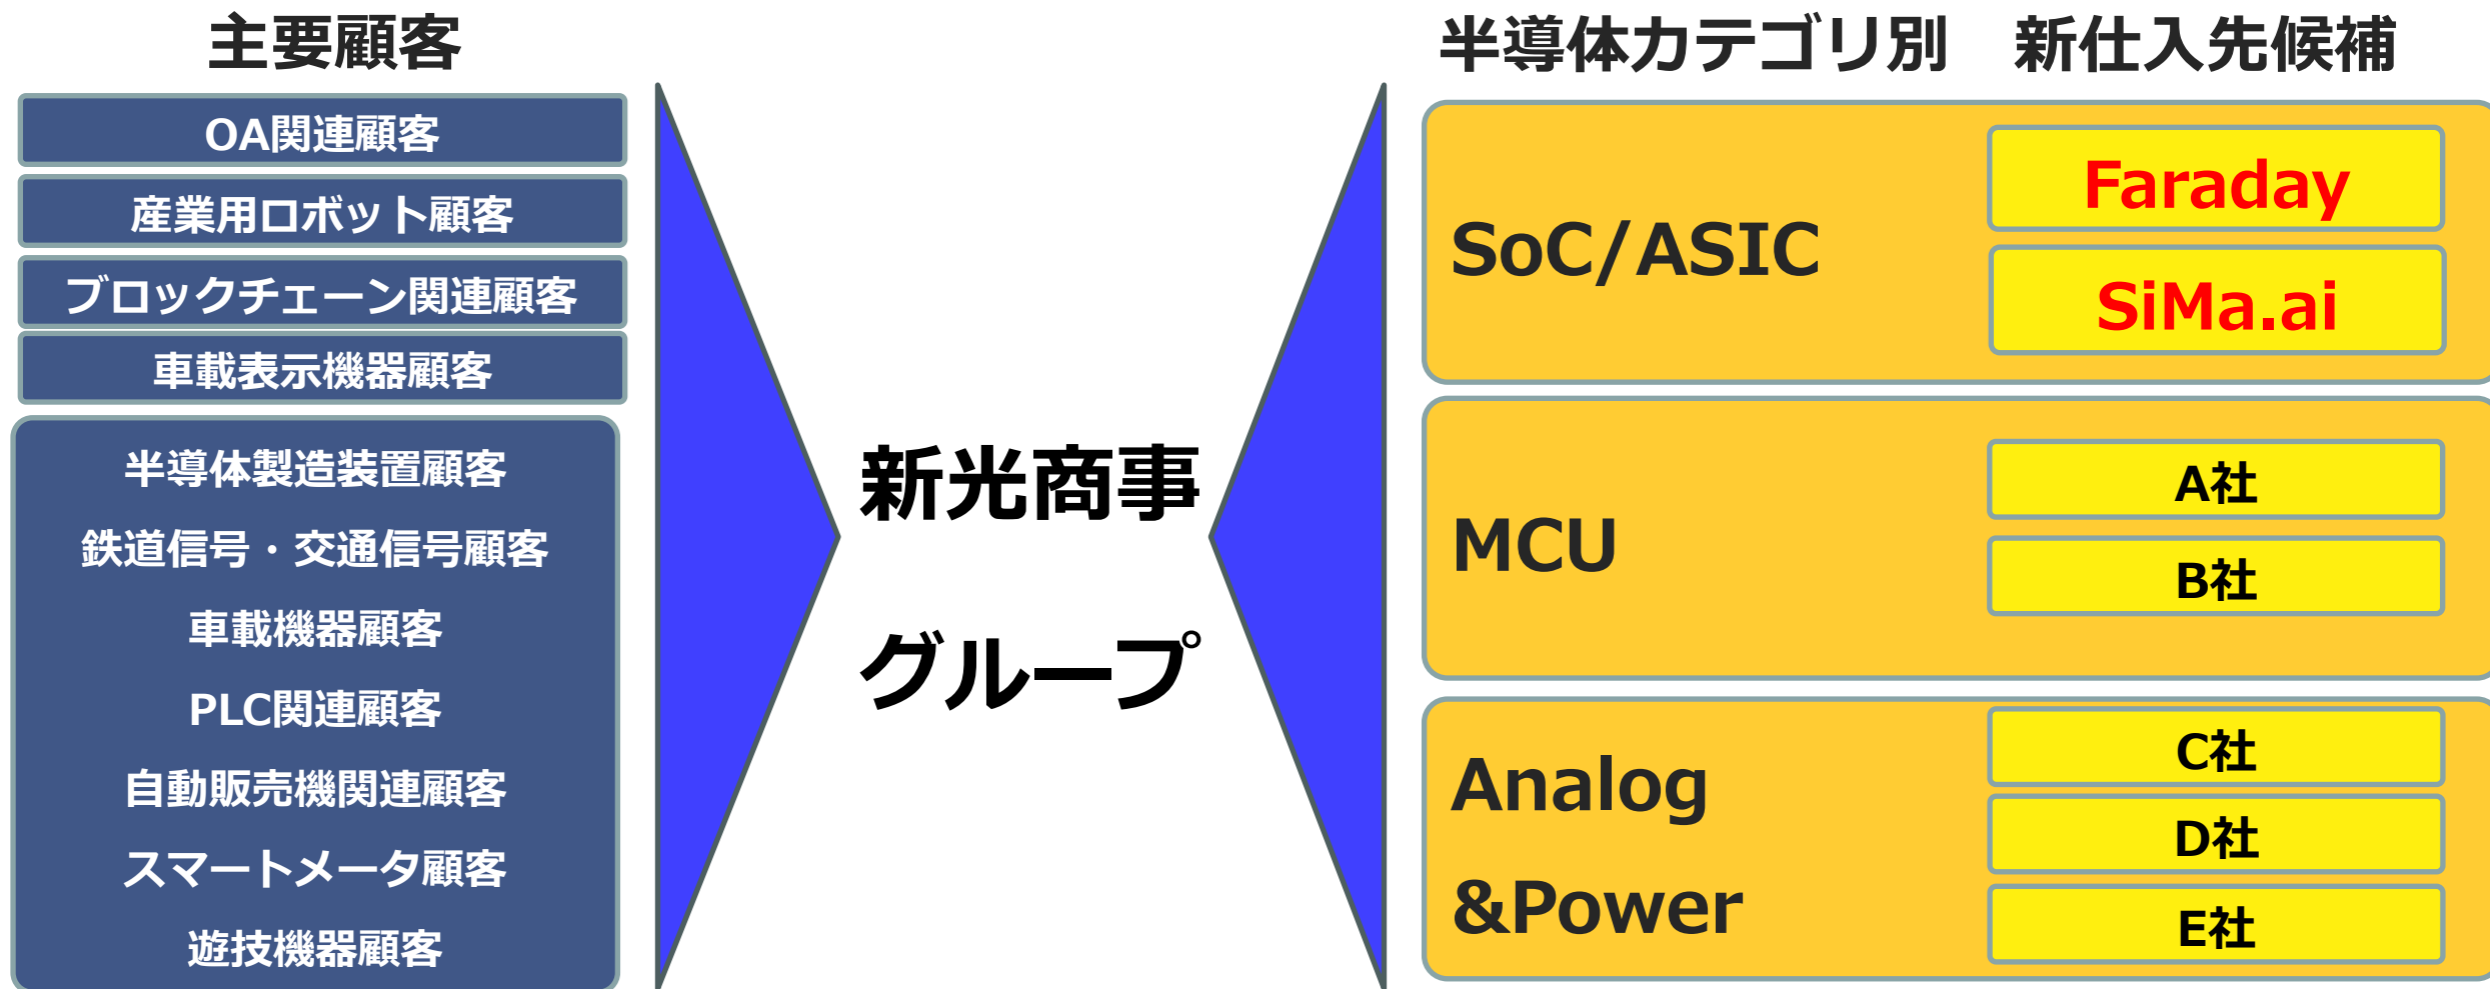 主要顧客
OA関連顧客
産業用ロボット顧客
ブロックチェーン関連顧客
車載表示機器顧客
半導体製造装置顧客
鉄道信号・交通信号顧客
車載機器顧客
PLC関連顧客
自動販売機関連顧客
スマートメータ顧客
遊技機器顧客
新光商事
グループ
半導体カテゴリ別　新仕入先候補
SoC/ASIC
Faraday
SiMa.ai
MCU
A社
B社
Analog
&Power
C社
D社
E社